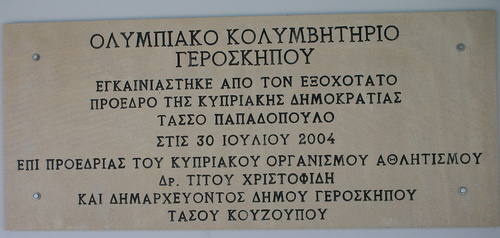 ΟΛΥΜΠΙΑΚΟ ΚΟΛΥΜΒΗΤΗΡΙΟ
ΓΕΡΟΣΚΗΠΟΥ
ΕΓΚΑΙΝΙΑΣΤΗΚΕ ΑΠΟ ΤΟΝ ΕΞΟΧΟΤΑΤΟ
ΠΡΟΕΔΡΟ ΤΗΣ ΚΥΠΡΙΑΚΗΣ ΔΗΜΟΚΡΑΤΙΑΣ
ΤΑΣΣΟ ΠΑΠΑΔΟΠΟΥΛΟ
ΣΤΙΣ 30 ΙΟΥΛΙΟΥ 2004
ΕΠΙ ΠΡΟΕΔΡΙΑΣ ΤΟΥ ΚΥΠΡΙΑΚΟΥ ΟΡΓΑΝΙΣΜΟΥ ΑΘΛΗΤΙΣΜΟΥ
Δρ. ΤΙΤΟΥ ΧΡΙΣΤΟΦΙΔΗ
ΚΑΙ ΔΗΜΑΡΧΕΥΟΝΤΟΣ ΔΗΜΟΥ ΓΕΡΟΣΚΗΠΟΥ
ΤΑΣΟΥ ΚΟΥΖΟΥΠΟΥ